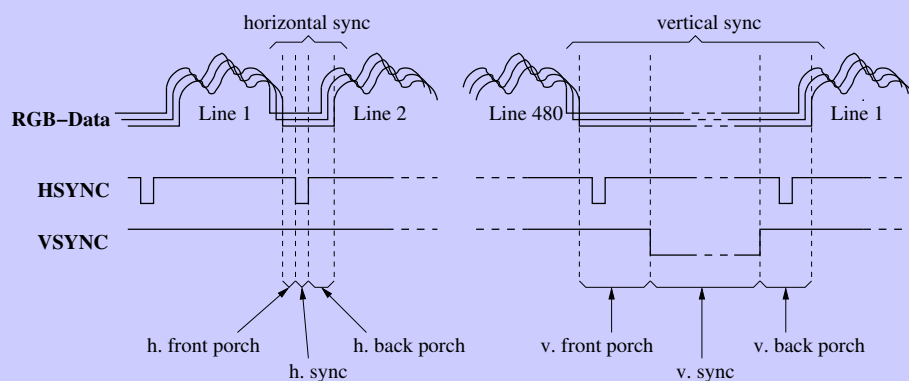 horizontal sync
vertical sync
Line 1
Line 2
Line 480
Line 1
RGB−Data
HSYNC
VSYNC
h. front porch
h. back porch
v. front porch
v. back porch
h. sync
v. sync